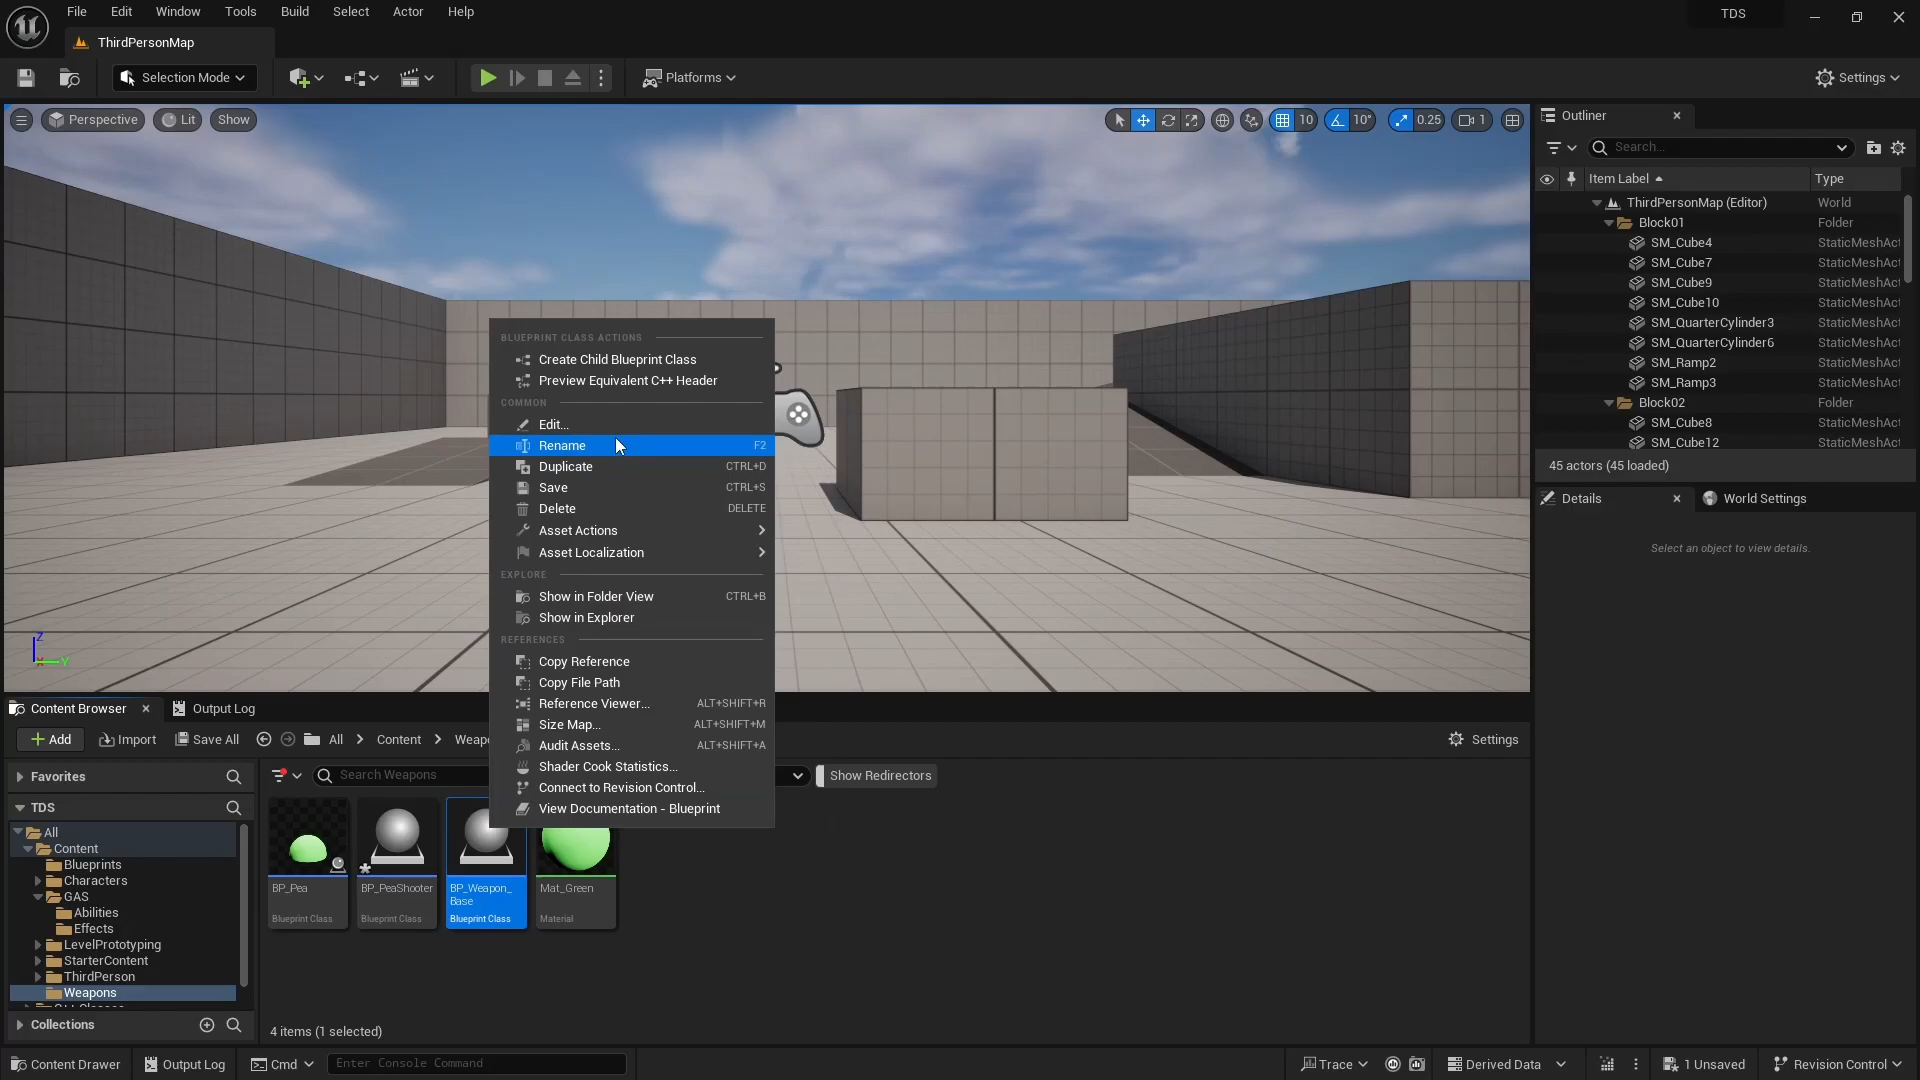 File Edit Window Tools Build Select Actor Help
TDS
ThirdPersonMap
Selection Mode
Platforms
Settings
Perspective
Lit
Show
10
10°
0.25
1
Outliner
Search...
Item Label
Type
ThirdPersonMap (Editor) World
Block01 Folder
SM_Cube4 StaticMeshAct
SM_Cube7 StaticMeshAct
SM_Cube9 StaticMeshAct
SM_Cube10 StaticMeshAct
SM_QuarterCylinder3 StaticMeshAct
SM_QuarterCylinder6 StaticMeshAct
SM_Ramp2 StaticMeshAct
SM_Ramp3 StaticMeshAct
Block02 Folder
SM_Cube8 StaticMeshAct
SM_Cube12 StaticMeshAct
45 actors (45 loaded)
Details
World Settings
Select an object to view details.
BLUEPRINT CLASS ACTIONS
Create Child Blueprint Class
Preview Equivalent C++ Header
COMMON
Edit...
Rename F2
Duplicate CTRL+D
Save CTRL+S
Delete DELETE
Asset Actions
Asset Localization
EXPLORE
Show in Folder View CTRL+B
Show in Explorer
REFERENCES
Copy Reference
Copy File Path
Reference Viewer... ALT+SHIFT+R
Size Map... ALT+SHIFT+M
Audit Assets... ALT+SHIFT+A
Shader Cook Statistics...
Connect to Revision Control...
View Documentation - Blueprint
Z
X
Y
Content Browser
Output Log
Add
Import
Save All
All
Content
Weapo
Settings
Favorites
Search Weapons
Show Redirectors
TDS
All
Content
Blueprints
Characters
GAS
Abilities
Effects
LevelPrototyping
StarterContent
ThirdPerson
Weapons
Collections
BP_Pea
Blueprint Class
BP_PeaShooter
Blueprint Class
BP_Weapon_
Base
Blueprint Class
Mat_Green
Material
4 items (1 selected)
Content Drawer
Output Log
Cmd
Enter Console Command
Trace
Derived Data
1 Unsaved
Revision Control